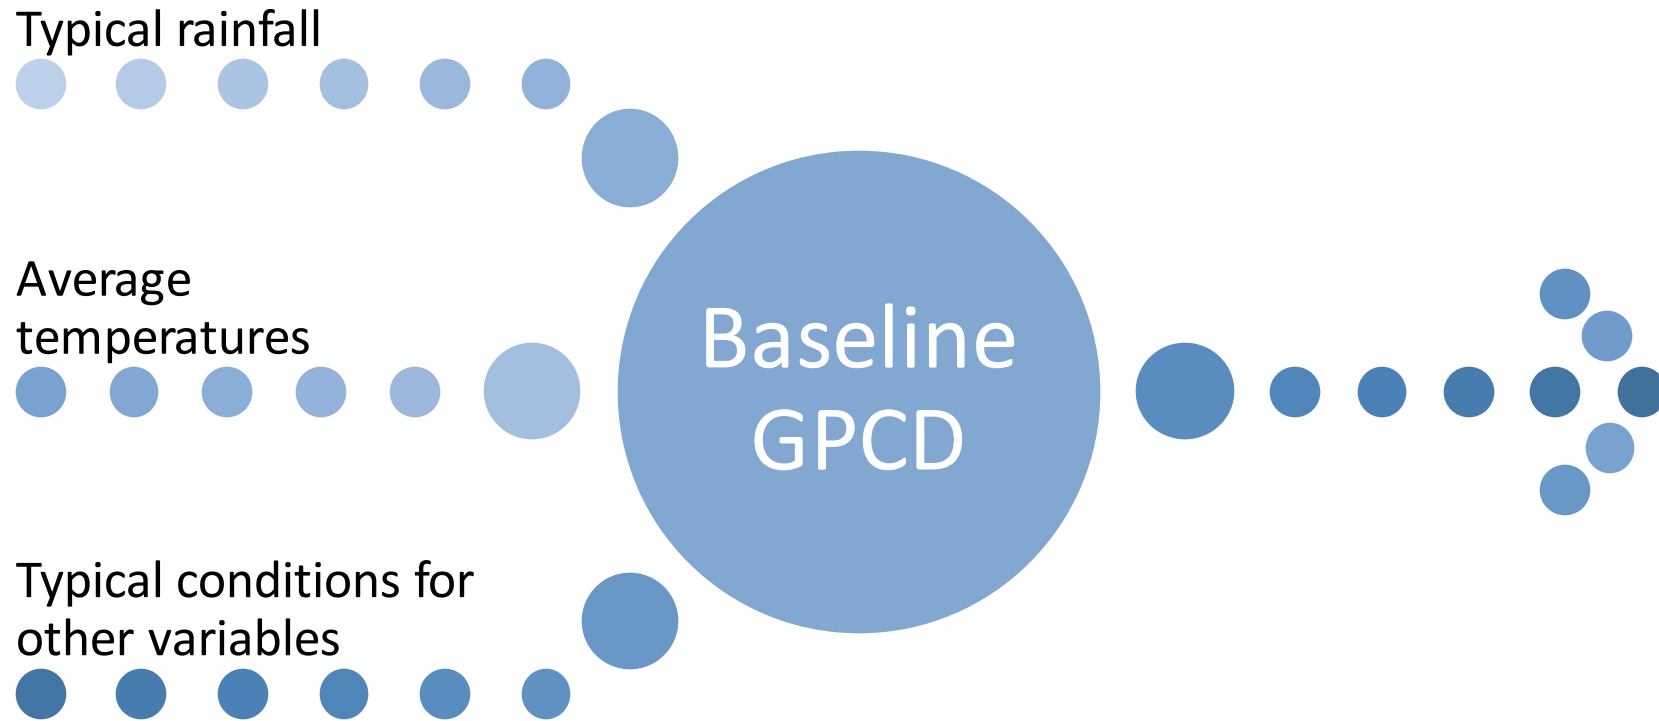 Typical rainfall
Average
temperatures
Baseline
GPCD
Typical conditions for
other variables